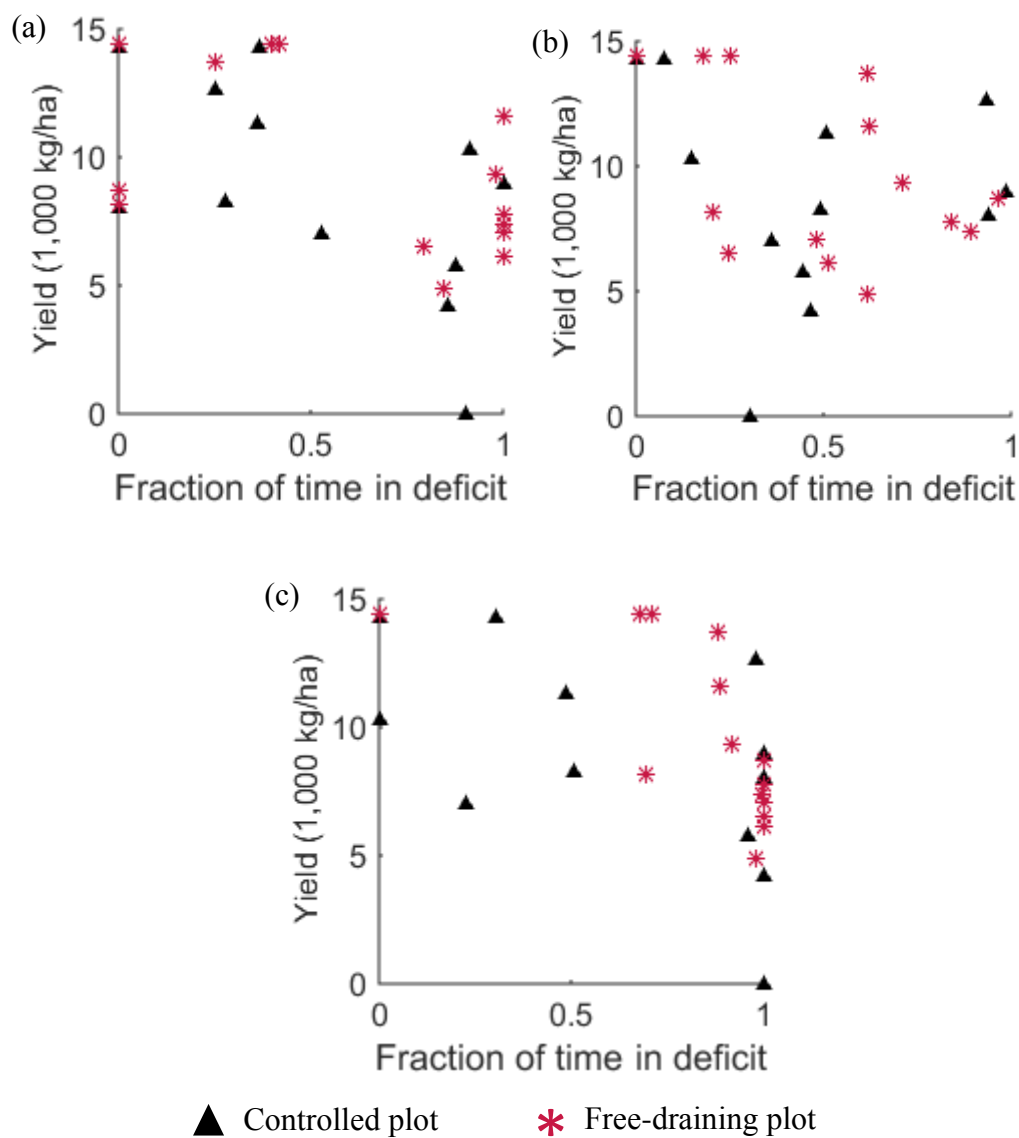 (a)
15
10
5
0
Yield (1,000 kg/ha)
0 0.5 1
Fraction of time in deficit
(b)
15
10
5
0
Yield (1,000 kg/ha)
0 0.5 1
Fraction of time in deficit
(c)
15
10
5
0
Yield (1,000 kg/ha)
0 0.5 1
Fraction of time in deficit
Controlled plot Free-draining plot